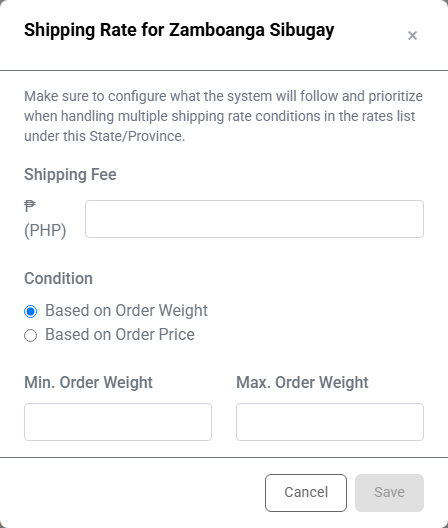 Shipping Rate for Zamboanga Sibugay
×
Make sure to configure what the system will follow and prioritize
when handling multiple shipping rate conditions in the rates list
under this State/Province.
Shipping Fee
₱
(PHP)
Condition
Based on Order Weight
Based on Order Price
Min. Order Weight Max. Order Weight
Cancel Save